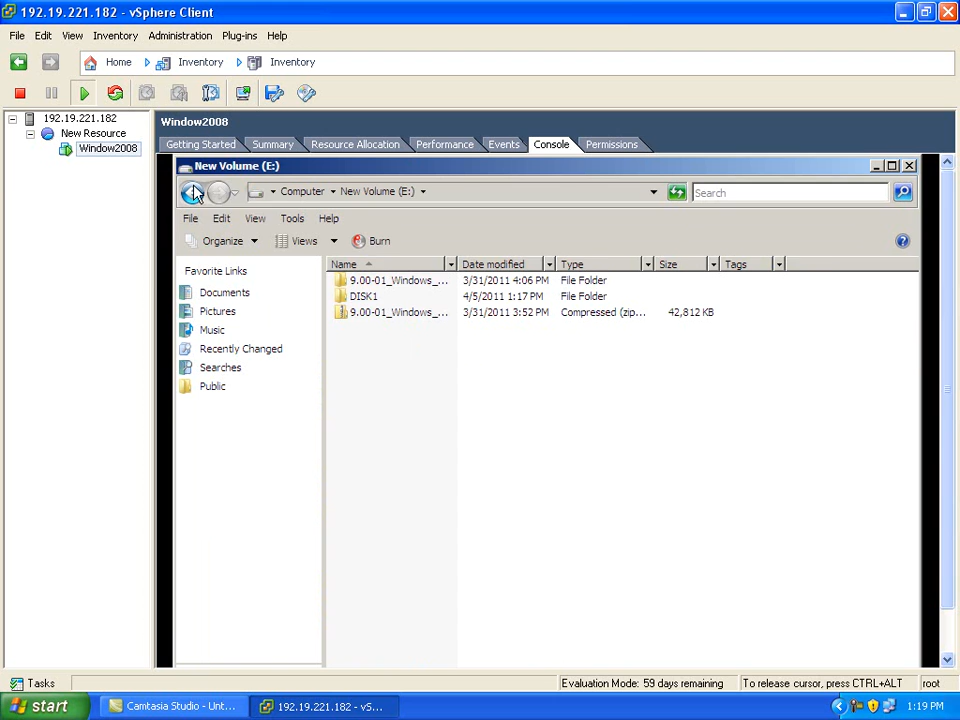 192.19.221.182 - vSphere Client
File Edit View Inventory Administration Plug-ins Help
Home Inventory Inventory
192.19.221.182
New Resource
Window2008
Window2008
Getting Started Summary Resource Allocation Performance Events Console Permissions
New Volume (E:)
Computer New Volume (E:) Search
File Edit View Tools Help
Organize Views Burn
Favorite Links
Documents
Pictures
Music
Recently Changed
Searches
Public
Name Date modified Type Size Tags
9.00-01_Windows_... 3/31/2011 4:06 PM File Folder
DISK1 4/5/2011 1:17 PM File Folder
9.00-01_Windows_... 3/31/2011 3:52 PM Compressed (zip... 42,812 KB
Tasks Evaluation Mode: 59 days remaining To release cursor, press CTRL+ALT root
start Camtasia Studio - Unt... 192.19.221.182 - vS... 1:19 PM